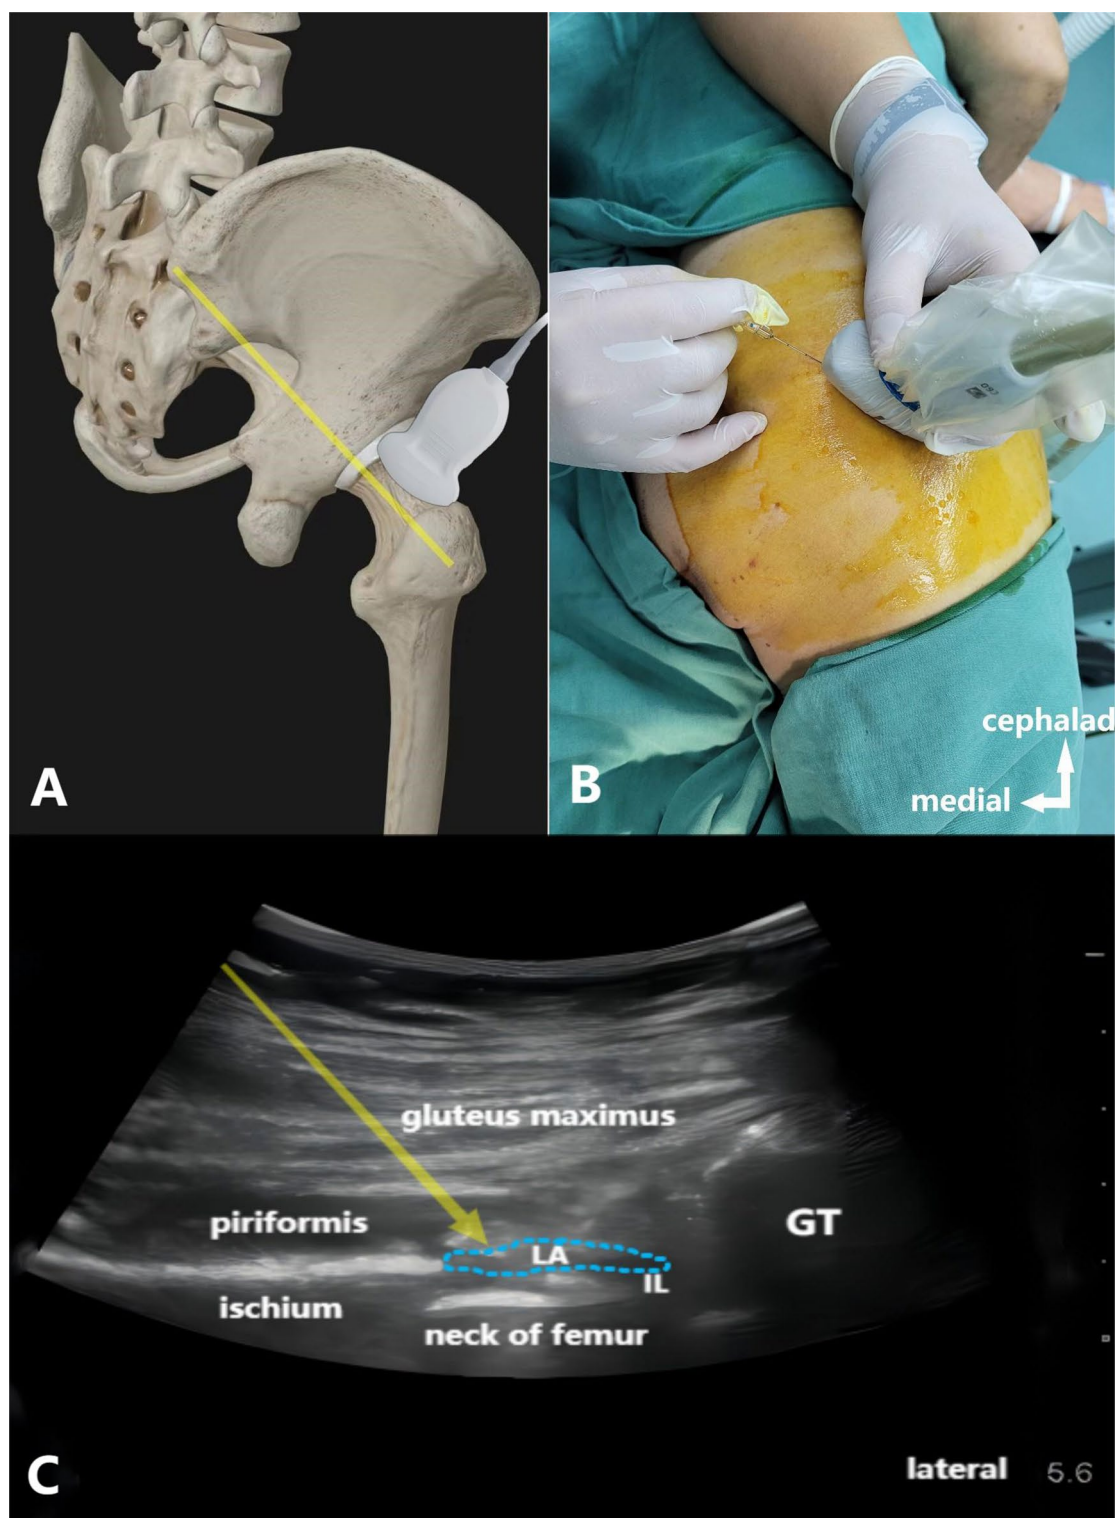 A
B
cephalad
medial
gluteus maximus
piriformis
GT
LA
IL
ischium
neck of femur
C
lateral
5.6